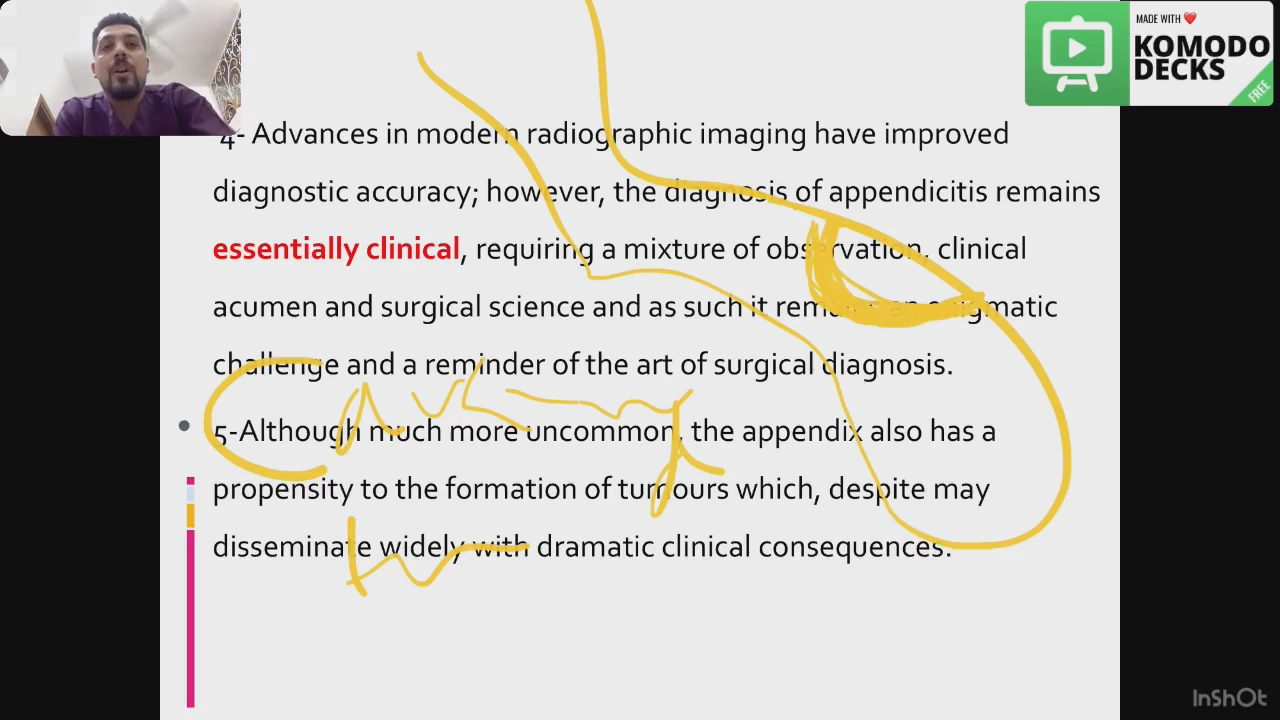 MADE WITH ❤️
KOMODO
DECKS
FREE
4- Advances in modern radiographic imaging have improved
diagnostic accuracy; however, the diagnosis of appendicitis remains
essentially clinical, requiring a mixture of observation, clinical
acumen and surgical science and as such it remains an enigmatic
challenge and a reminder of the art of surgical diagnosis.
• 5-Although much more uncommon, the appendix also has a
propensity to the formation of tumours which, despite may
disseminate widely with dramatic clinical consequences.
InShOt